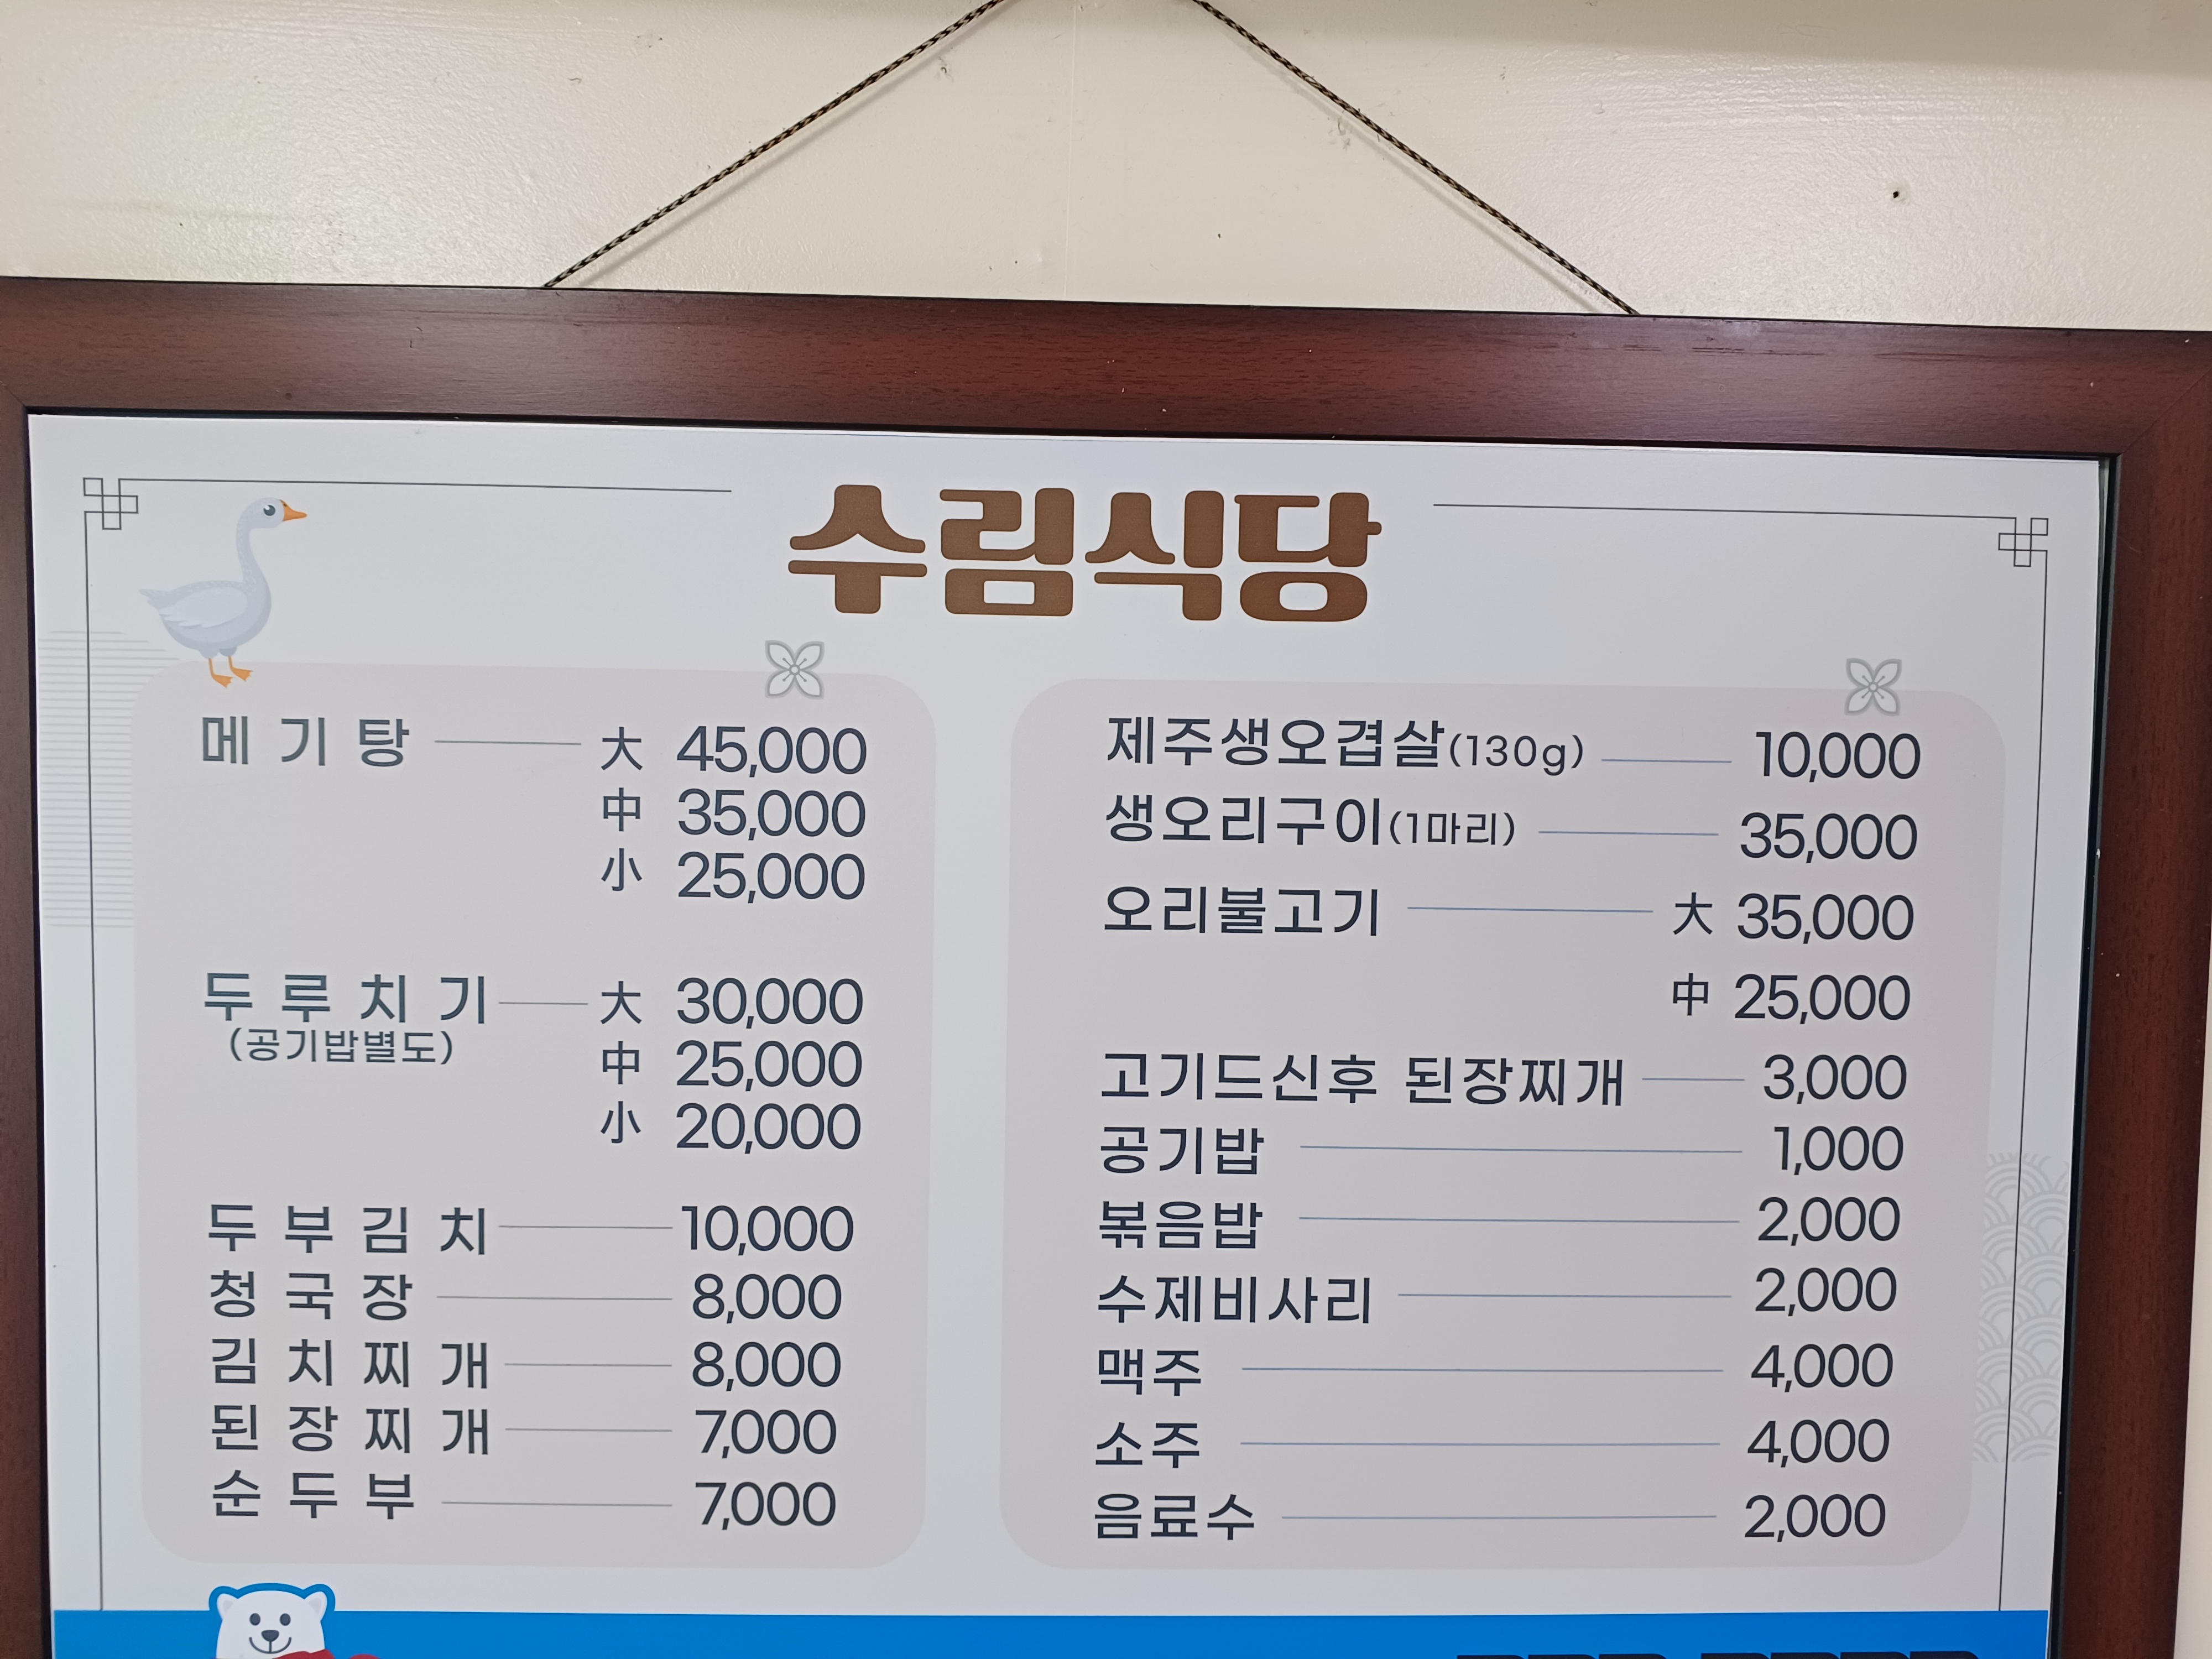 수림식당
메기탕 大 45,000
中 35,000
小 25,000
두루치기 大 30,000
(공기밥별도)
中 25,000
小 20,000
두부김치 10,000
청국장 8,000
김치찌개 8,000
된장찌개 7,000
순두부 7,000
제주생오겹살(130g) 10,000
생오리구이(1마리) 35,000
오리불고기 大 35,000
中 25,000
고기드신후 된장찌개 3,000
공기밥 1,000
볶음밥 2,000
수제비사리 2,000
맥주 4,000
소주 4,000
음료수 2,000